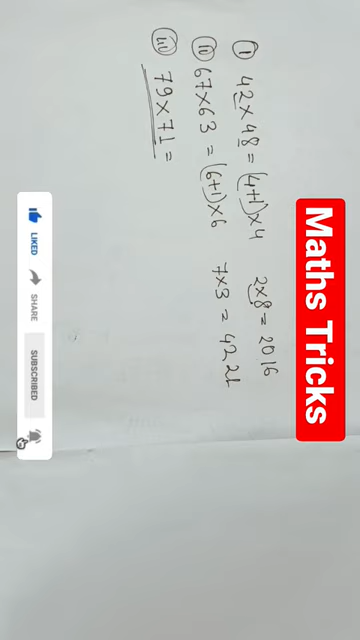 Maths Tricks
(i) 42 × 48 = (4+1)×4 2×8 = 2016
(ii) 67×63 = (6+1)×6 7×3 = 4221
(iii) 79×71 =
LIKED
SHARE
SUBSCRIBED